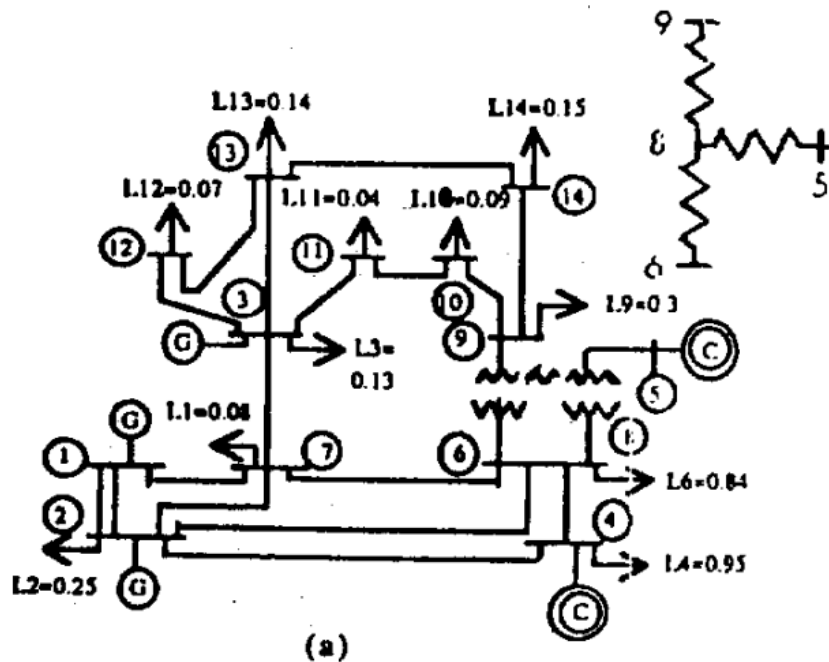 9
L13=0.14
L14=0.15
8
5
13
L12=0.07
L11=0.04
L10=0.09
14
6
12
11
3
10
L9=0.3
9
G
L3=
0.13
C
5
G
L1=0.08
7
6
8
1
L6=0.84
2
4
L2=0.25
G
L4=0.95
C
(a)